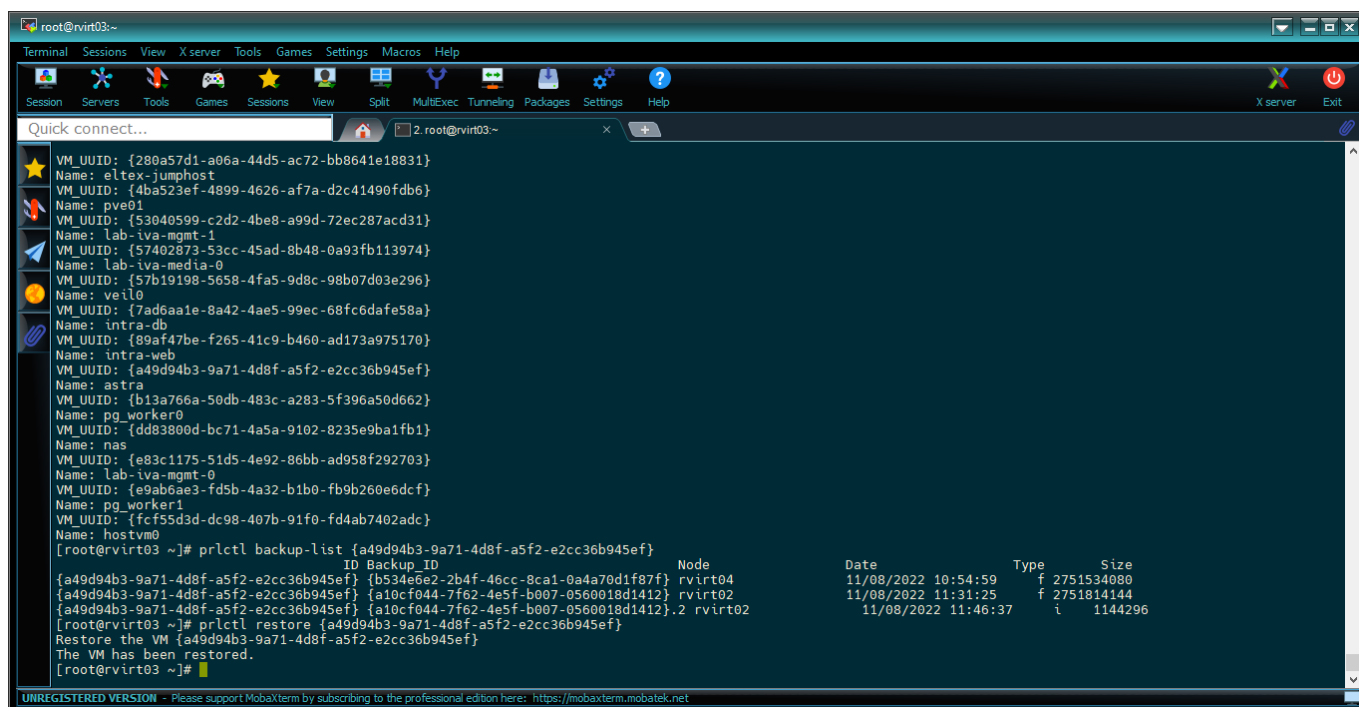 root@rvirt03:~
Terminal Sessions View X server Tools Games Settings Macros Help
Session Servers Tools Games Sessions View Split MultiExec Tunneling Packages Settings Help X server Exit
Quick connect... 2. root@rvirt03:~
VM_UUID: {280a57d1-a06a-44d5-ac72-bb8641e18831}
Name: eltex-jumphost
VM_UUID: {4ba523ef-4899-4626-af7a-d2c41490fdb6}
Name: pve01
VM_UUID: {53040599-c2d2-4be8-a99d-72ec287acd31}
Name: lab-iva-mgmt-1
VM_UUID: {57402873-53cc-45ad-8b48-0a93fb113974}
Name: lab-iva-media-0
VM_UUID: {57b19198-5658-4fa5-9d8c-98b07d03e296}
Name: veil0
VM_UUID: {7ad6aa1e-8a42-4ae5-99ec-68fc6dafe58a}
Name: intra-db
VM_UUID: {89af47be-f265-41c9-b460-ad173a975170}
Name: intra-web
VM_UUID: {a49d94b3-9a71-4d8f-a5f2-e2cc36b945ef}
Name: astra
VM_UUID: {b13a766a-50db-483c-a283-5f396a50d662}
Name: pg_worker0
VM_UUID: {dd83800d-bc71-4a5a-9102-8235e9ba1fb1}
Name: nas
VM_UUID: {e83c1175-51d5-4e92-86bb-ad958f292703}
Name: lab-iva-mgmt-0
VM_UUID: {e9ab6ae3-fd5b-4a32-b1b0-fb9b260e6dcf}
Name: pg_worker1
VM_UUID: {fcf55d3d-dc98-407b-91f0-fd4ab7402adc}
Name: hostvm0
[root@rvirt03 ~]# prlctl backup-list {a49d94b3-9a71-4d8f-a5f2-e2cc36b945ef}
ID Backup_ID Node Date Type Size
{a49d94b3-9a71-4d8f-a5f2-e2cc36b945ef} {b534e6e2-2b4f-46cc-8ca1-0a4a70d1f87f} rvirt04 11/08/2022 10:54:59 f 2751534080
{a49d94b3-9a71-4d8f-a5f2-e2cc36b945ef} {a10cf044-7f62-4e5f-b007-0560018d1412} rvirt02 11/08/2022 11:31:25 f 2751814144
{a49d94b3-9a71-4d8f-a5f2-e2cc36b945ef} {a10cf044-7f62-4e5f-b007-0560018d1412}.2 rvirt02 11/08/2022 11:46:37 i 1144296
[root@rvirt03 ~]# prlctl restore {a49d94b3-9a71-4d8f-a5f2-e2cc36b945ef}
Restore the VM {a49d94b3-9a71-4d8f-a5f2-e2cc36b945ef}
The VM has been restored.
[root@rvirt03 ~]#
UNREGISTERED VERSION - Please support MobaXterm by subscribing to the professional edition here: https://mobaxterm.mobatek.net